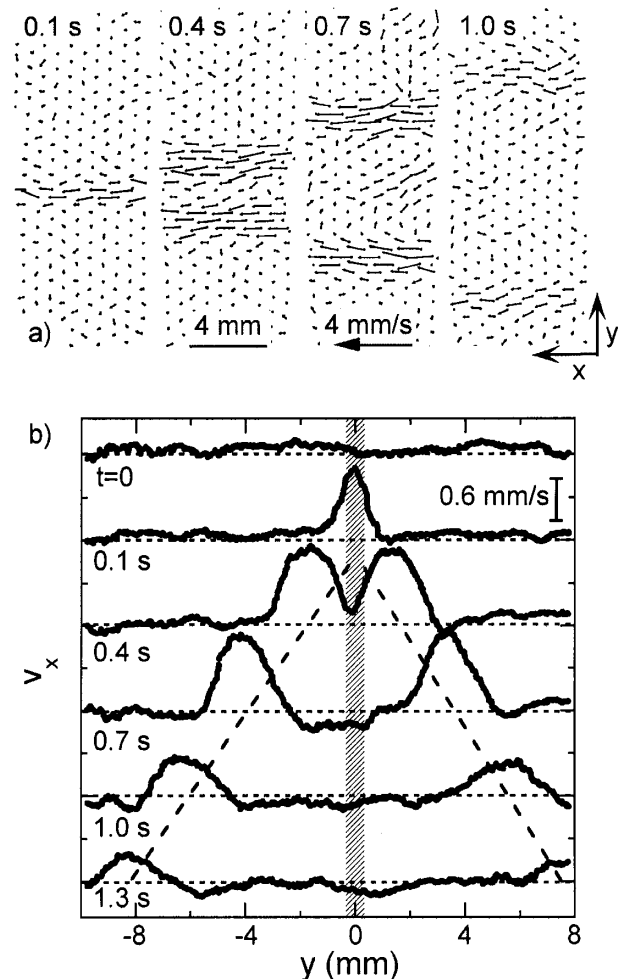 0.1 s 0.4 s 0.7 s 1.0 s
a) 4 mm 4 mm/s
y
x
b)
t=0
0.6 mm/s
0.1 s
0.4 s
0.7 s
1.0 s
1.3 s
v_x
-8 -4 0 4 8
y (mm)